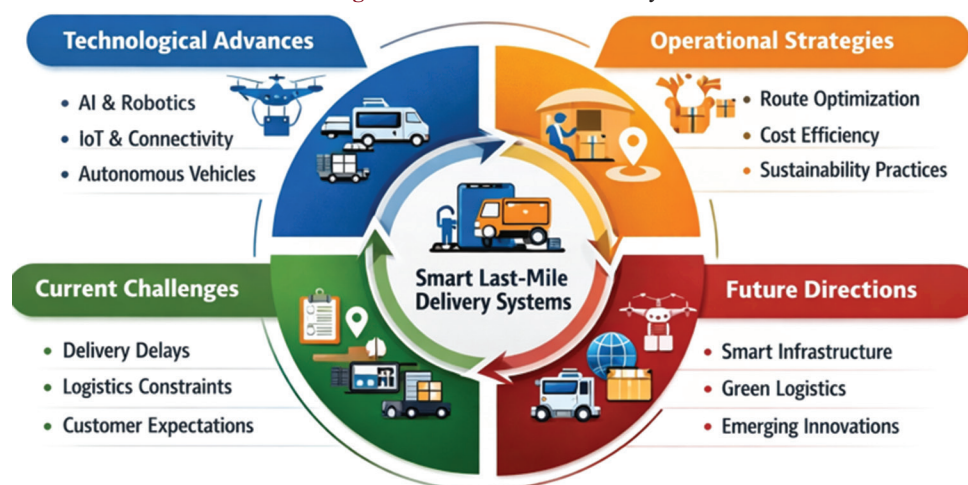 Technological Advances
• AI & Robotics
• IoT & Connectivity
• Autonomous Vehicles
Operational Strategies
• Route Optimization
• Cost Efficiency
• Sustainability Practices
Smart Last-Mile
Delivery Systems
Current Challenges
• Delivery Delays
• Logistics Constraints
• Customer Expectations
Future Directions
• Smart Infrastructure
• Green Logistics
• Emerging Innovations